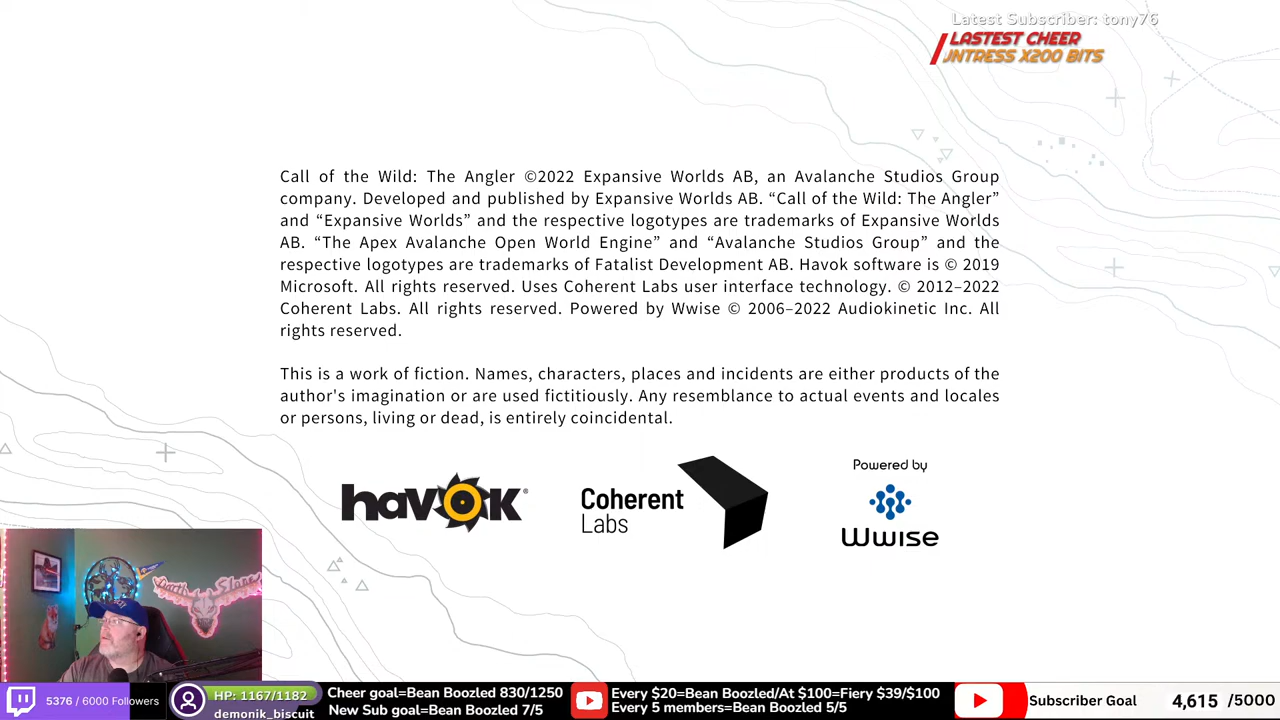 Latest Subscriber: tony76
LASTEST CHEER
UNTRESS X200 BITS
Call of the Wild: The Angler ©2022 Expansive Worlds AB, an Avalanche Studios Group
company. Developed and published by Expansive Worlds AB. “Call of the Wild: The Angler”
and “Expansive Worlds” and the respective logotypes are trademarks of Expansive Worlds
AB. “The Apex Avalanche Open World Engine” and “Avalanche Studios Group” and the
respective logotypes are trademarks of Fatalist Development AB. Havok software is © 2019
Microsoft. All rights reserved. Uses Coherent Labs user interface technology. © 2012–2022
Coherent Labs. All rights reserved. Powered by Wwise © 2006–2022 Audiokinetic Inc. All
rights reserved.
This is a work of fiction. Names, characters, places and incidents are either products of the
author's imagination or are used fictitiously. Any resemblance to actual events and locales
or persons, living or dead, is entirely coincidental.
havok®
Coherent
Labs
Powered by
Wwise
5376 / 6000 Followers
HP: 1167/1182
demonik_biscuit
Cheer goal=Bean Boozled 830/1250
New Sub goal=Bean Boozled 7/5
Every $20=Bean Boozled/At $100=Fiery $39/$100
Every 5 members=Bean Boozled 5/5
Subscriber Goal
4,615 /5000